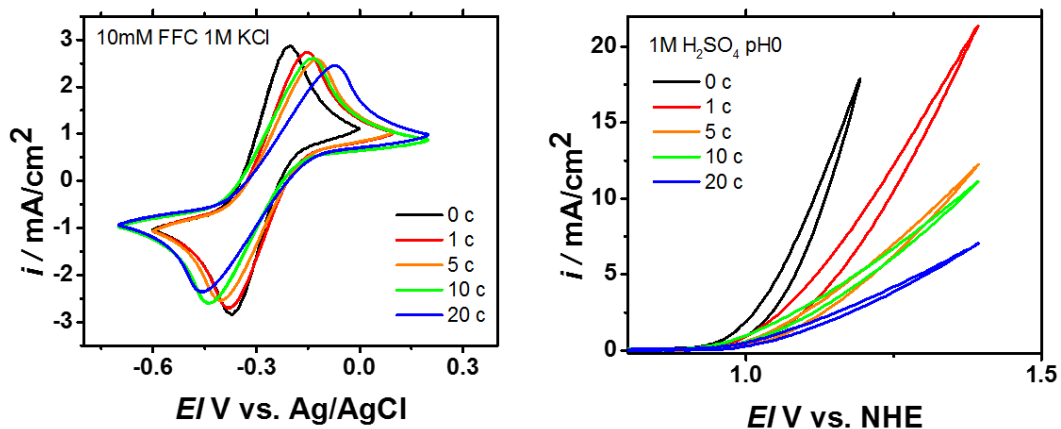 10mM FFC 1M KCl
3
2
1
0
-1
-2
-3
i / mA/cm²
0 c
1 c
5 c
10 c
20 c
-0.6 -0.3 0.0 0.3
E/ V vs. Ag/AgCl
1M H₂SO₄ pH0
0 c
1 c
5 c
10 c
20 c
20
15
10
5
0
i / mA/cm²
1.0 1.5
E/ V vs. NHE